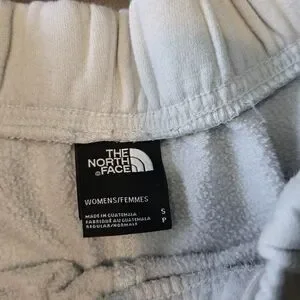 THE
NORTH
FACE
WOMENS/FEMMES
MADE IN GUATEMALA
FABRIQUÉ AU GUATEMALA
REGULAR/NORMALE
S
P